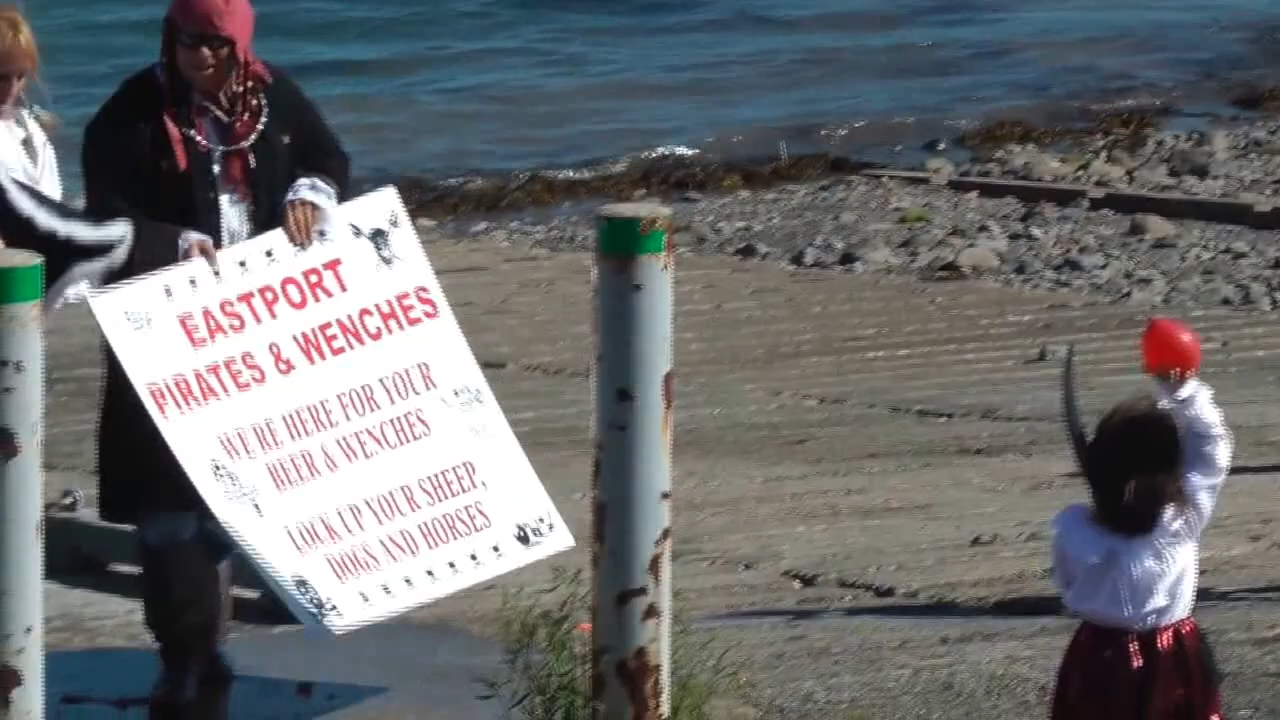 EASTPORT
PIRATES & WENCHES
WE'RE HERE FOR YOUR
BEER & WENCHES
LOCK UP YOUR SHEEP,
DOGS AND HORSES